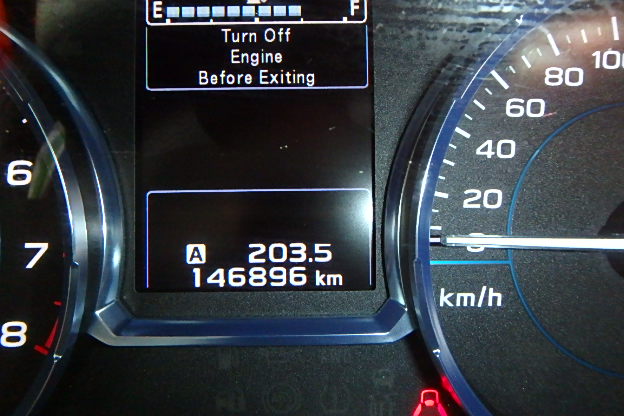 E F
Turn Off
Engine
Before Exiting
A 203.5
146896 km
6
7
8
100
80
60
40
20
0
km/h